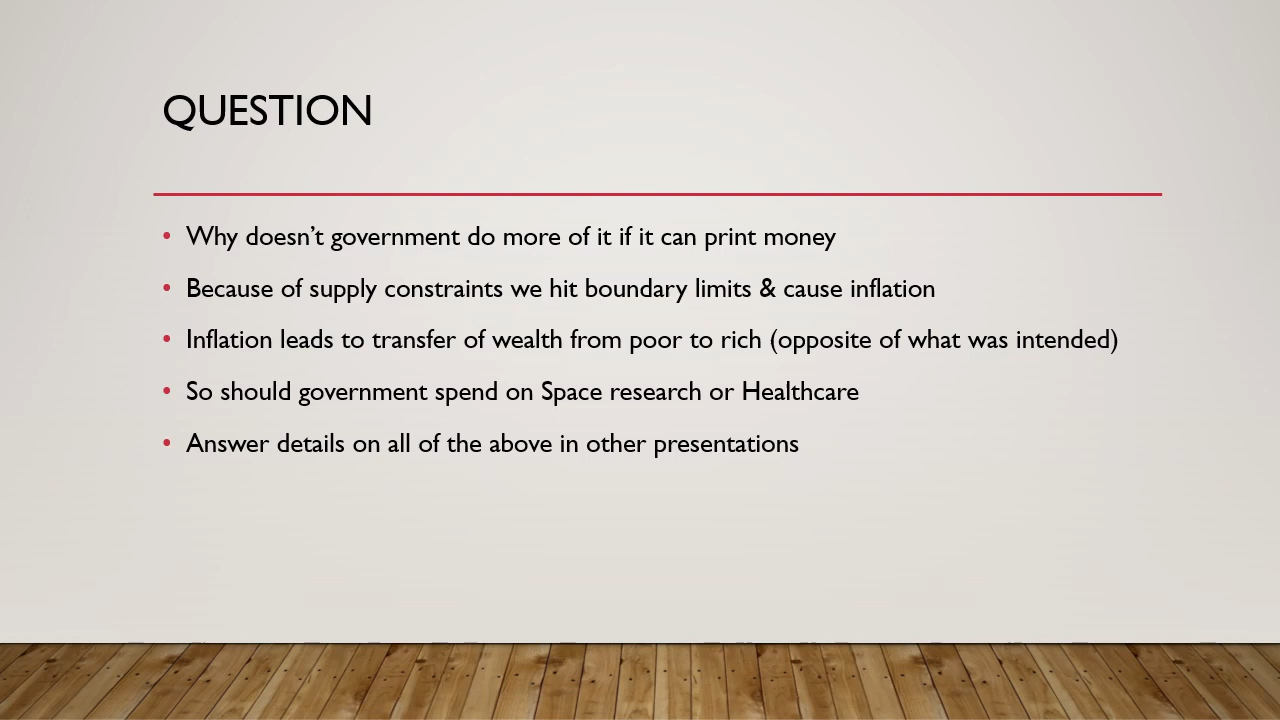 QUESTION
• Why doesn’t government do more of it if it can print money
• Because of supply constraints we hit boundary limits & cause inflation
• Inflation leads to transfer of wealth from poor to rich (opposite of what was intended)
• So should government spend on Space research or Healthcare
• Answer details on all of the above in other presentations